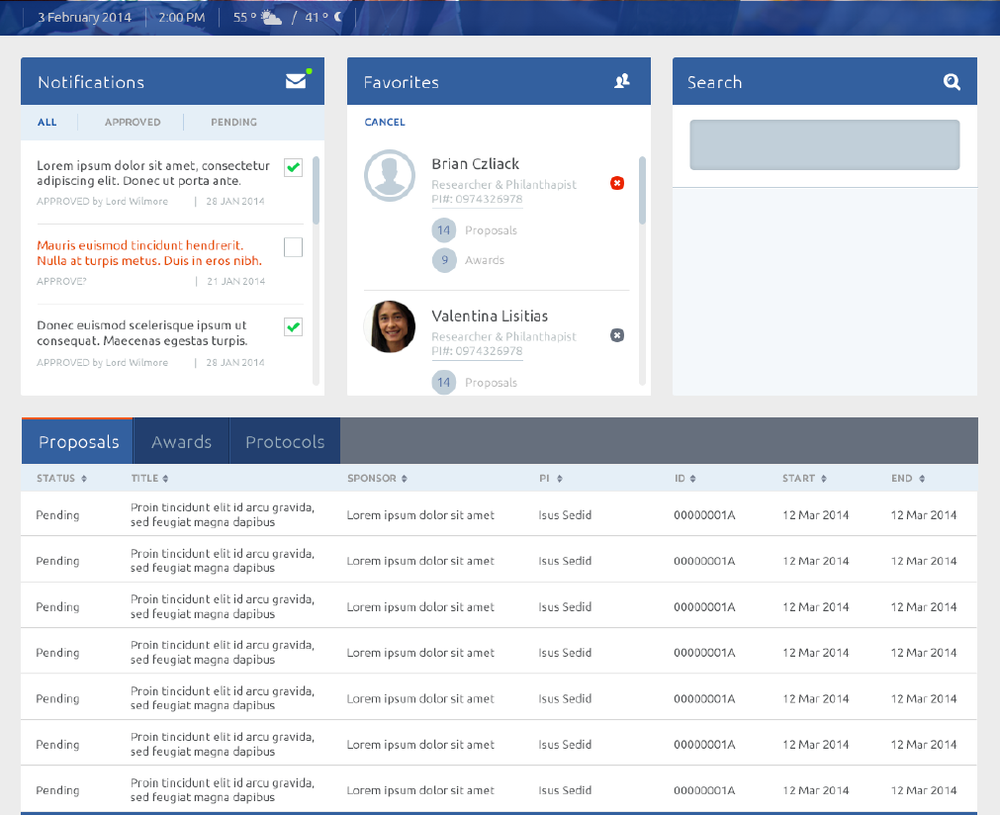 3 February 2014 2:00 PM 55 º / 41 º
Notifications
ALL APPROVED PENDING
Lorem ipsum dolor sit amet, consectetur
adipiscing elit. Donec ut porta ante.
APPROVED by Lord Wilmore | 28 JAN 2014
Mauris euismod tincidunt hendrerit.
Nulla at turpis metus. Duis in eros nibh.
APPROVE? | 21 JAN 2014
Donec euismod scelerisque ipsum ut
consequat. Maecenas egestas turpis.
APPROVED by Lord Wilmore | 28 JAN 2014
Favorites
CANCEL
Brian Czliack
Researcher & Philanthapist
PI#: 0974326978
14 Proposals
9 Awards
Valentina Lisitias
Researcher & Philanthapist
PI#: 0974326978
14 Proposals
Search
Proposals Awards Protocols
STATUS TITLE SPONSOR PI ID START END
Pending Proin tincidunt elit id arcu gravida, Lorem ipsum dolor sit amet Isus Sedid 00000001A 12 Mar 2014 12 Mar 2014
sed feugiat magna dapibus
Pending Proin tincidunt elit id arcu gravida, Lorem ipsum dolor sit amet Isus Sedid 00000001A 12 Mar 2014 12 Mar 2014
sed feugiat magna dapibus
Pending Proin tincidunt elit id arcu gravida, Lorem ipsum dolor sit amet Isus Sedid 00000001A 12 Mar 2014 12 Mar 2014
sed feugiat magna dapibus
Pending Proin tincidunt elit id arcu gravida, Lorem ipsum dolor sit amet Isus Sedid 00000001A 12 Mar 2014 12 Mar 2014
sed feugiat magna dapibus
Pending Proin tincidunt elit id arcu gravida, Lorem ipsum dolor sit amet Isus Sedid 00000001A 12 Mar 2014 12 Mar 2014
sed feugiat magna dapibus
Pending Proin tincidunt elit id arcu gravida, Lorem ipsum dolor sit amet Isus Sedid 00000001A 12 Mar 2014 12 Mar 2014
sed feugiat magna dapibus
Pending Proin tincidunt elit id arcu gravida, Lorem ipsum dolor sit amet Isus Sedid 00000001A 12 Mar 2014 12 Mar 2014
sed feugiat magna dapibus